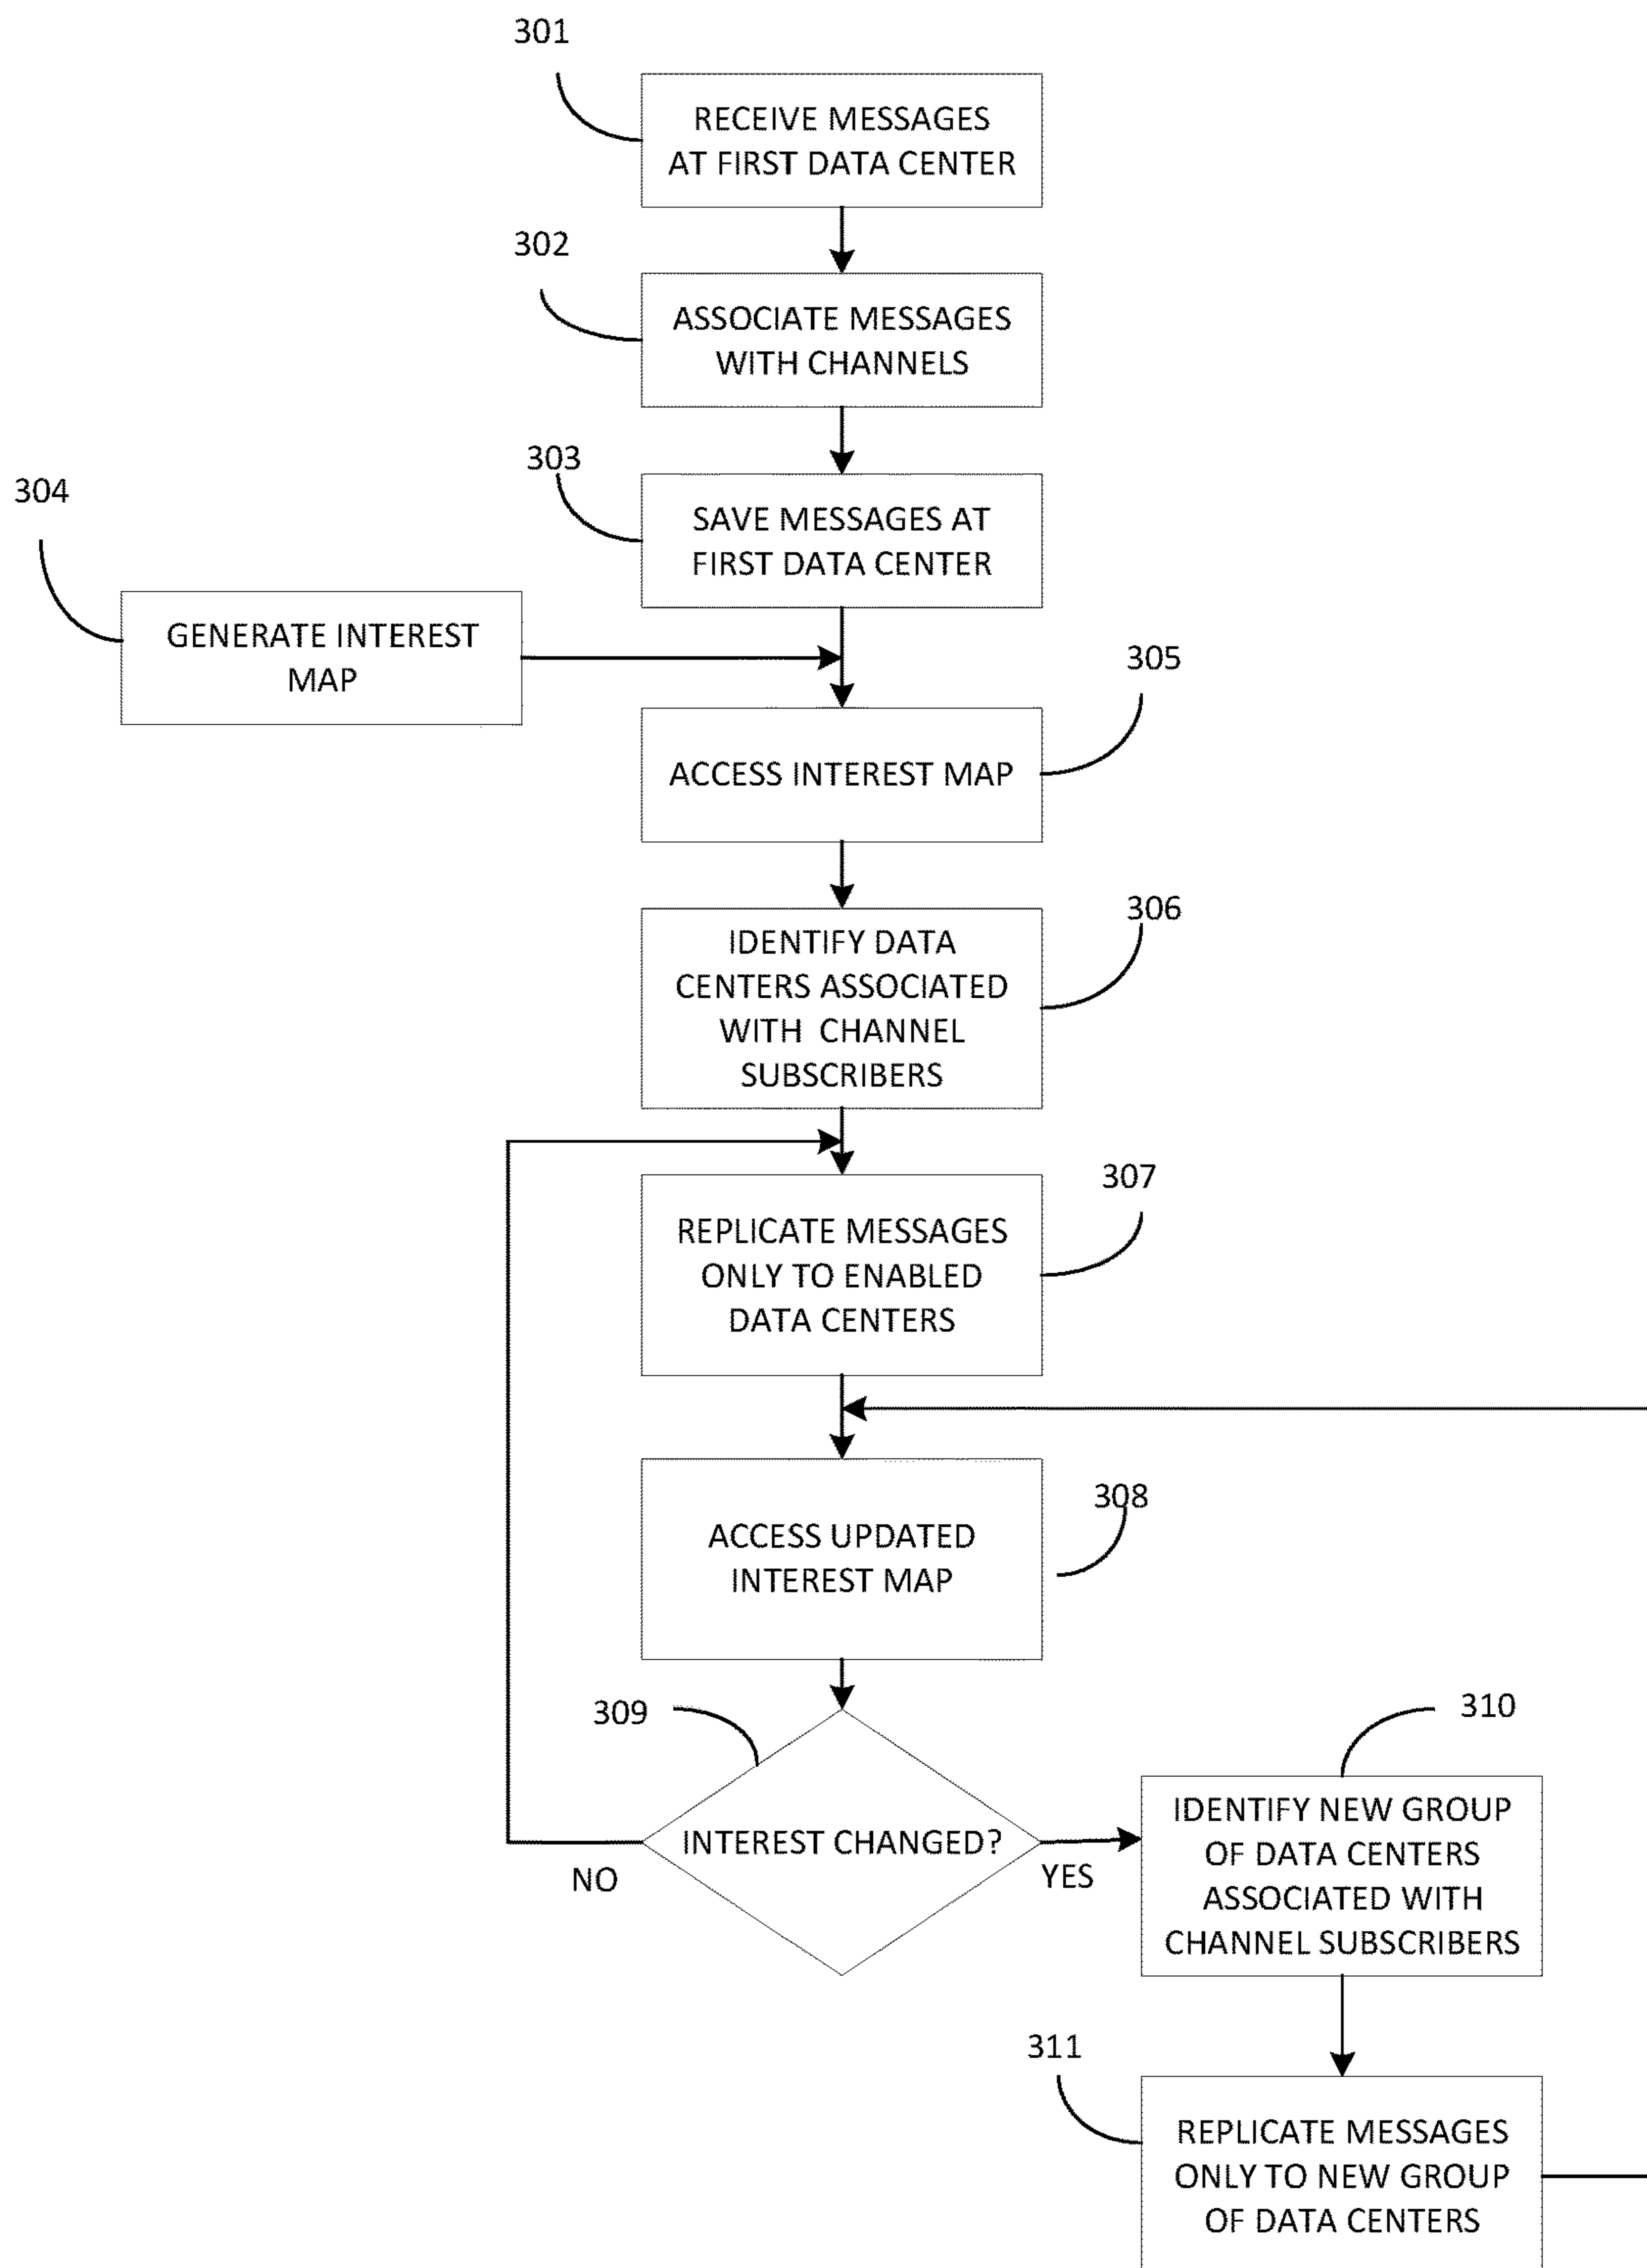 301
RECEIVE MESSAGES
AT FIRST DATA CENTER
302
ASSOCIATE MESSAGES
WITH CHANNELS
303
SAVE MESSAGES AT
FIRST DATA CENTER
304
GENERATE INTEREST
MAP
305
ACCESS INTEREST MAP
306
IDENTIFY DATA
CENTERS ASSOCIATED
WITH CHANNEL
SUBSCRIBERS
307
REPLICATE MESSAGES
ONLY TO ENABLED
DATA CENTERS
308
ACCESS UPDATED
INTEREST MAP
309
INTEREST CHANGED?
NO
YES
310
IDENTIFY NEW GROUP
OF DATA CENTERS
ASSOCIATED WITH
CHANNEL SUBSCRIBERS
311
REPLICATE MESSAGES
ONLY TO NEW GROUP
OF DATA CENTERS